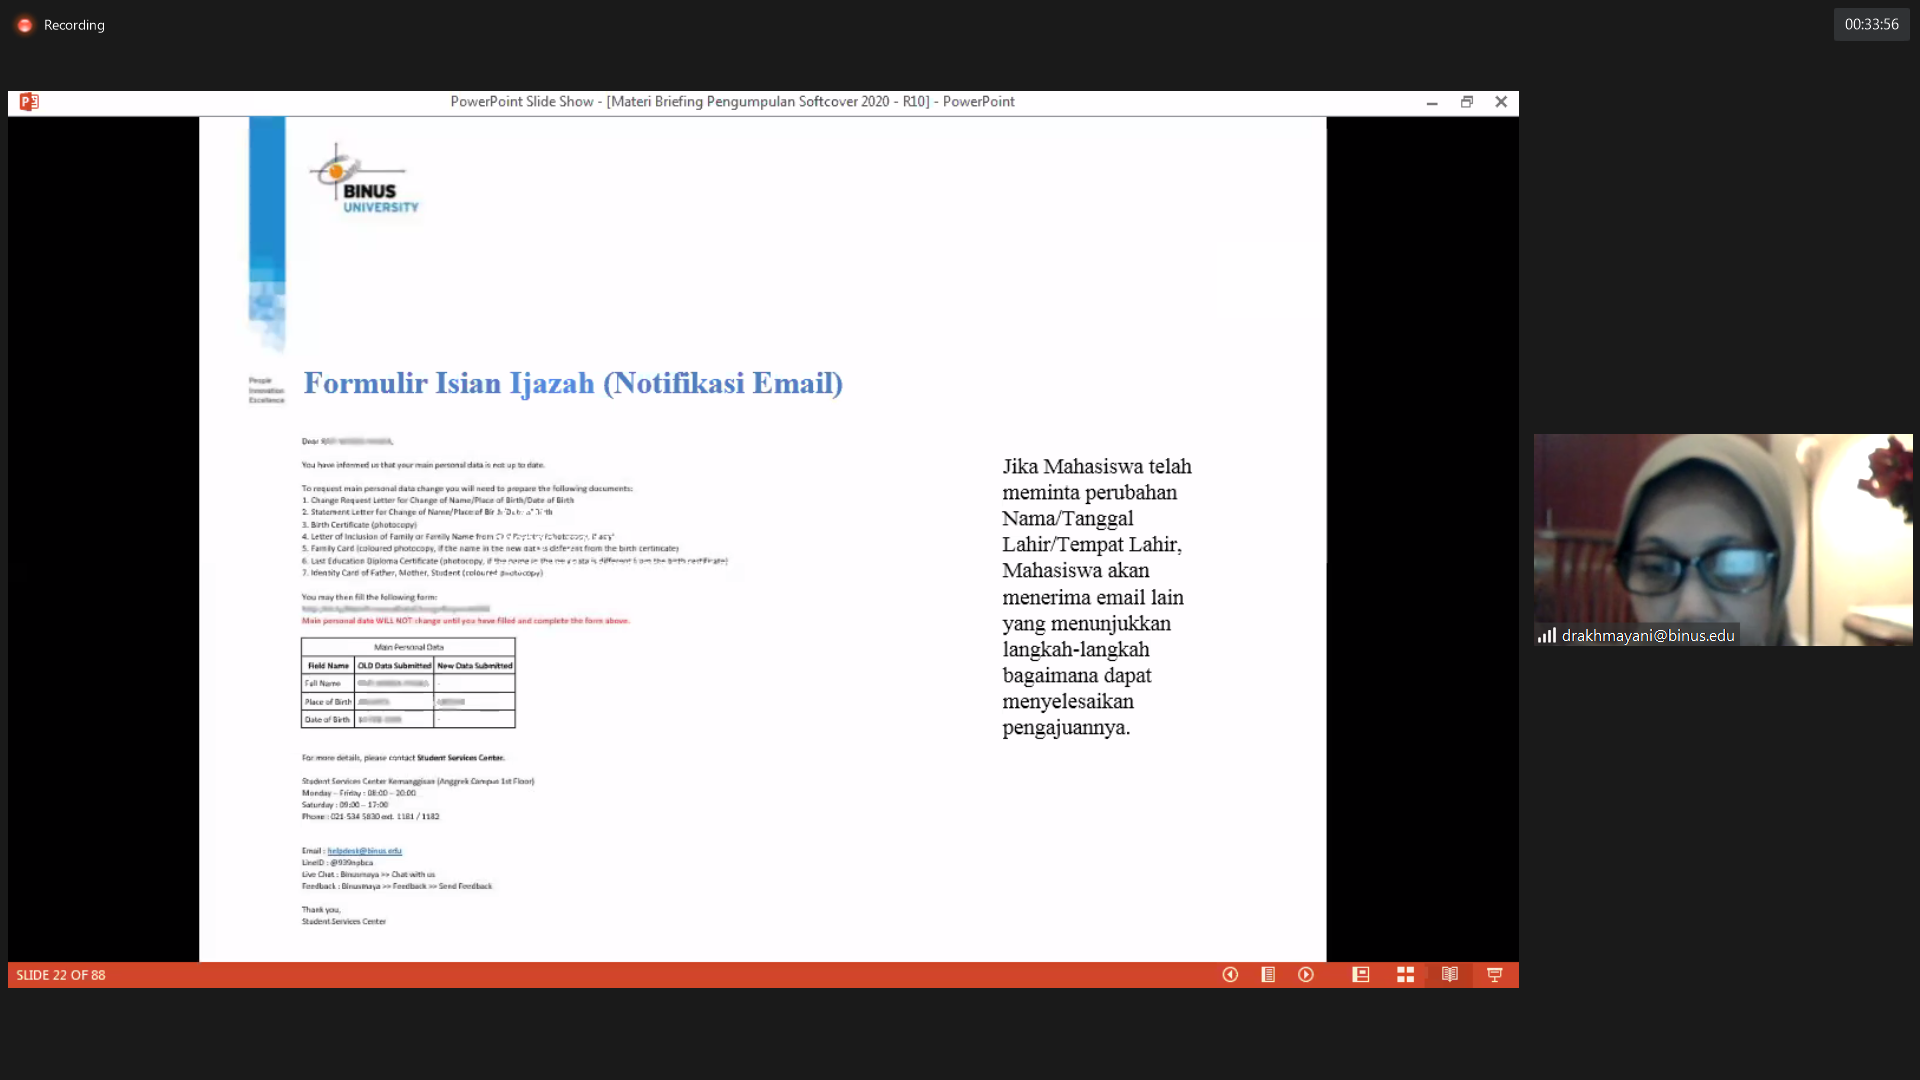 Recording
00:33:56
PowerPoint Slide Show - [Materi Briefing Pengumpulan Softcover 2020 - R10] - PowerPoint
BINUS
UNIVERSITY
People
Innovation
Excellence
Formulir Isian Ijazah (Notifikasi Email)
Dear
You have informed us that your main personal data is not up to date.
To request main personal data change you will need to prepare the following documents:
1. Change Request Letter for Change of Name/Place of Birth/Date of Birth
2. Statement Letter for Change of Name/Place of Birth/Date of Birth
3. Birth Certificate (photocopy)
4. Letter of Inclusion of Family or Family Name from Civil Registry (photocopy, if any)
5. Family Card (coloured photocopy, if the name in the new data is different from the birth certificate)
6. Last Education Diploma Certificate (photocopy, if the name in the new data is different from the birth certificate)
7. Identity Card of Father, Mother, Student (coloured photocopy)
You may then fill the following form:
Main personal data WILL NOT change until you have filled and complete the form above.
Main Personal Data
Field Name OLD Data Submitted New Data Submitted
Full Name -
Place of Birth
Date of Birth -
For more details, please contact Student Services Center.
Student Services Center Kemanggisan (Anggrek Campus 1st Floor)
Monday – Friday : 08:00 – 20:00
Saturday : 09:00 – 17:00
Phone : 021-534 5830 ext. 1181 / 1182
Email : helpdesk@binus.edu
LineID : @939npbca
Live Chat : Binusmaya >> Chat with us
Feedback : Binusmaya >> Feedback >> Send Feedback
Thank you,
Student Services Center
Jika Mahasiswa telah
meminta perubahan
Nama/Tanggal
Lahir/Tempat Lahir,
Mahasiswa akan
menerima email lain
yang menunjukkan
langkah-langkah
bagaimana dapat
menyelesaikan
pengajuannya.
drakhmayani@binus.edu
SLIDE 22 OF 88